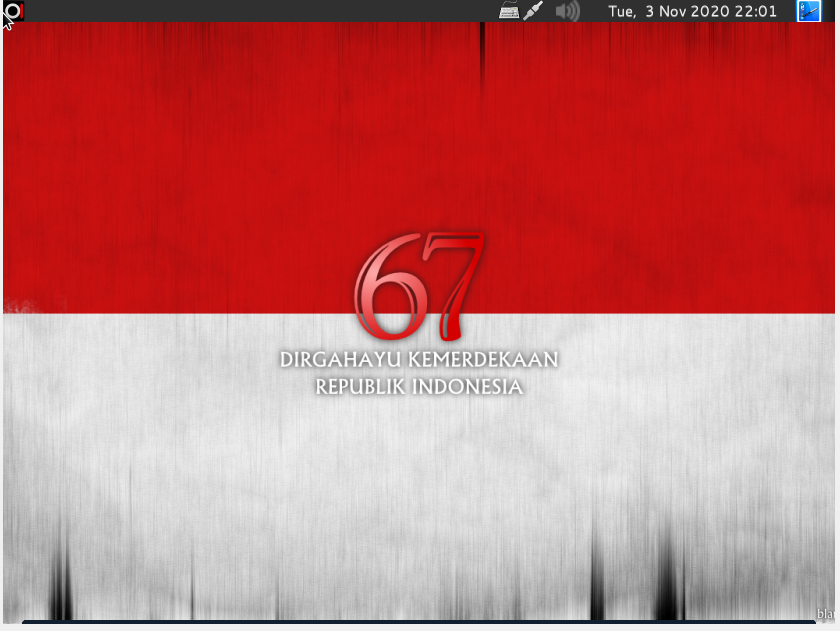 Tue, 3 Nov 2020 22:01
67
DIRGAHAYU KEMERDEKAAN
REPUBLIK INDONESIA